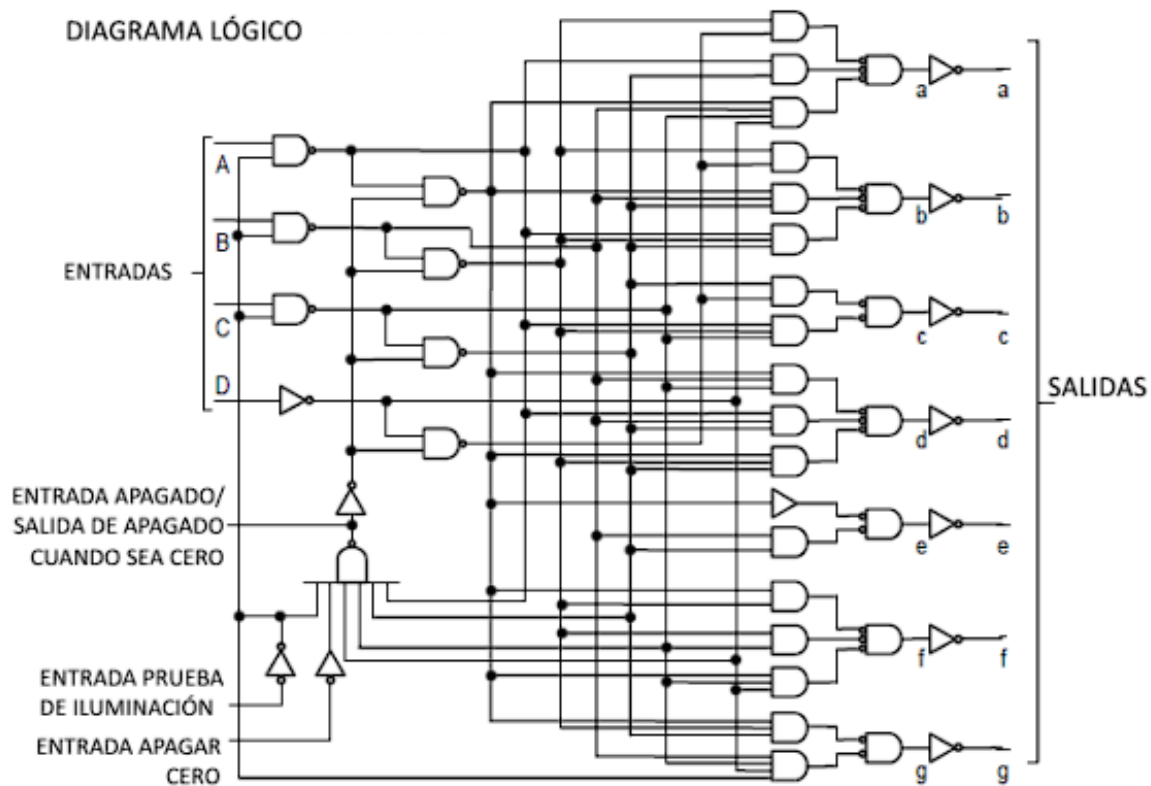 DIAGRAMA LÓGICO
a
a
A
b
b
B
ENTRADAS
C
c
c
D
SALIDAS
d
d
ENTRADA APAGADO/
SALIDA DE APAGADO
CUANDO SEA CERO
e
e
f
f
ENTRADA PRUEBA
DE ILUMINACIÓN
ENTRADA APAGAR
CERO
g
g